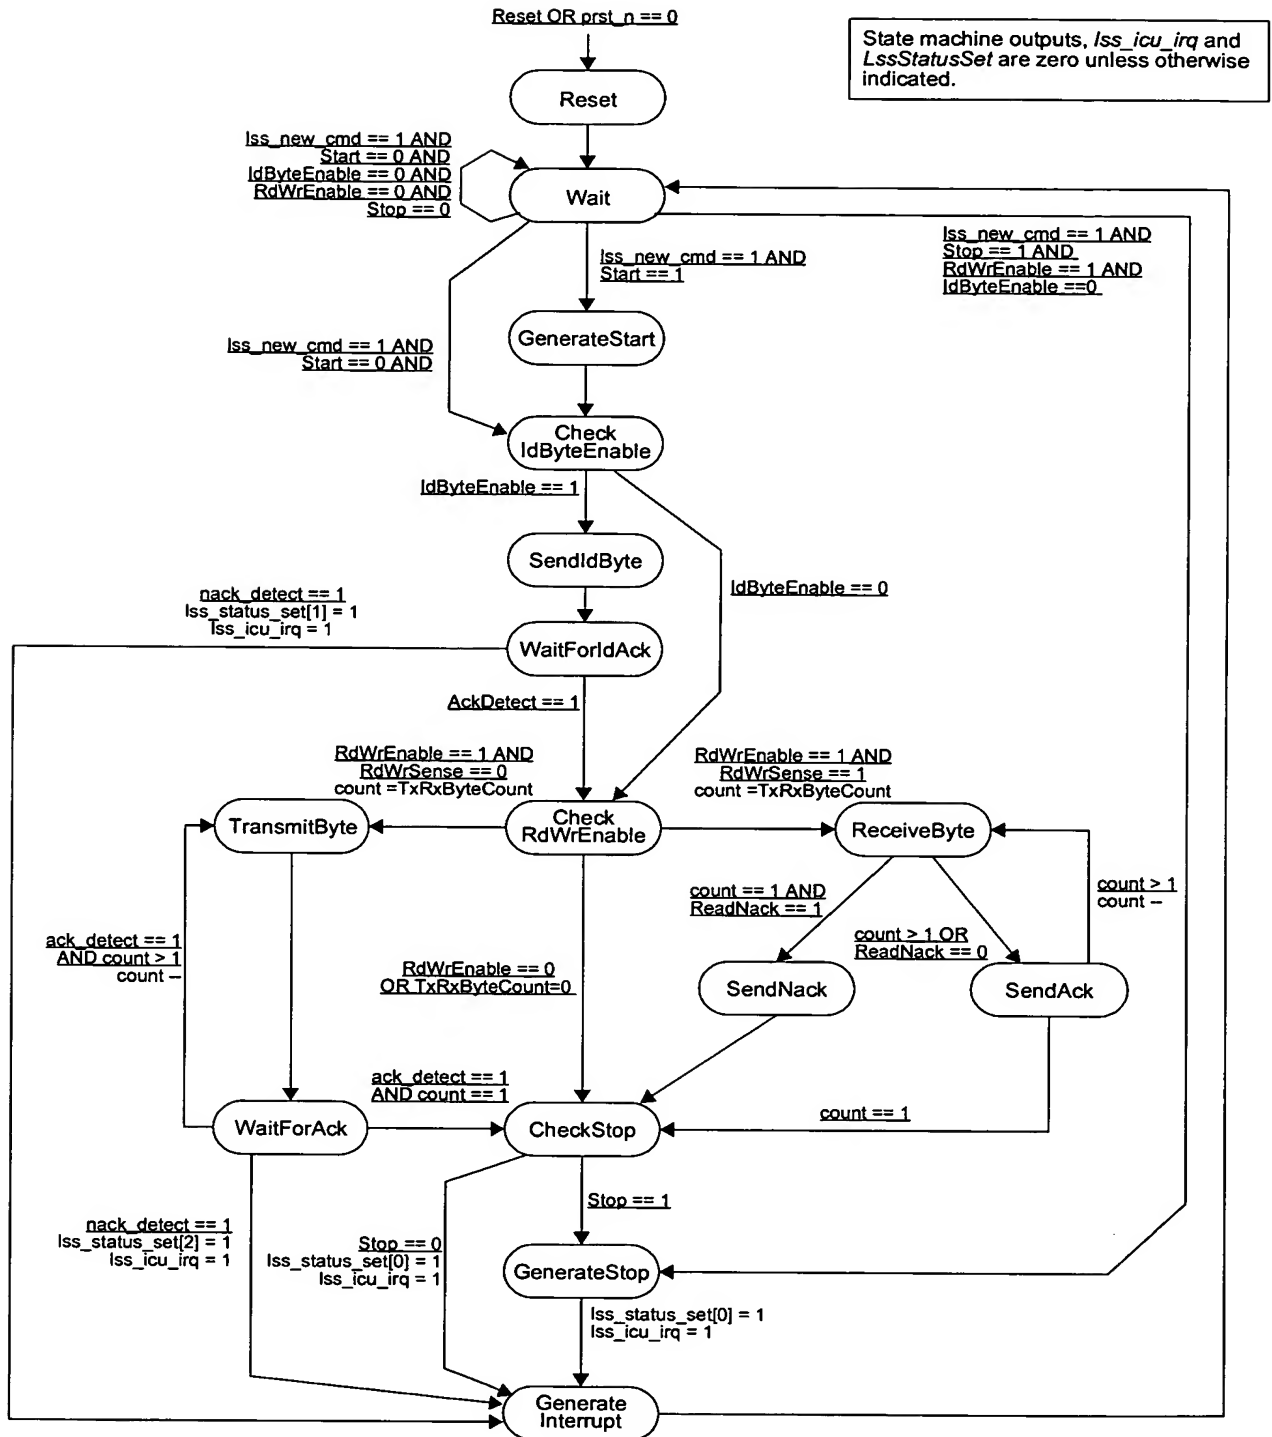 Reset OR prst_n == 0
State machine outputs, lss_icu_irq and
LssStatusSet are zero unless otherwise
indicated.
Reset
lss_new_cmd == 1 AND
Start == 0 AND
IdByteEnable == 0 AND
RdWrEnable == 0 AND
Stop == 0
Wait
lss_new_cmd == 1 AND
Stop == 1 AND
RdWrEnable == 1 AND
IdByteEnable ==0
lss_new_cmd == 1 AND
Start == 1
GenerateStart
lss_new_cmd == 1 AND
Start == 0 AND
Check
IdByteEnable
IdByteEnable == 1
SendIdByte
IdByteEnable == 0
nack_detect == 1
lss_status_set[1] = 1
lss_icu_irq = 1
WaitForIdAck
AckDetect == 1
RdWrEnable == 1 AND
RdWrSense == 0
count =TxRxByteCount
RdWrEnable == 1 AND
RdWrSense == 1
count =TxRxByteCount
TransmitByte
Check
RdWrEnable
ReceiveByte
count == 1 AND
ReadNack == 1
count > 1
count --
count > 1 OR
ReadNack == 0
ack_detect == 1
AND count > 1
count --
RdWrEnable == 0
OR TxRxByteCount=0
SendNack
SendAck
ack_detect == 1
AND count == 1
WaitForAck
CheckStop
count == 1
Stop == 1
nack_detect == 1
lss_status_set[2] = 1
lss_icu_irq = 1
Stop == 0
lss_status_set[0] = 1
lss_icu_irq = 1
GenerateStop
lss_status_set[0] = 1
lss_icu_irq = 1
Generate
Interrupt